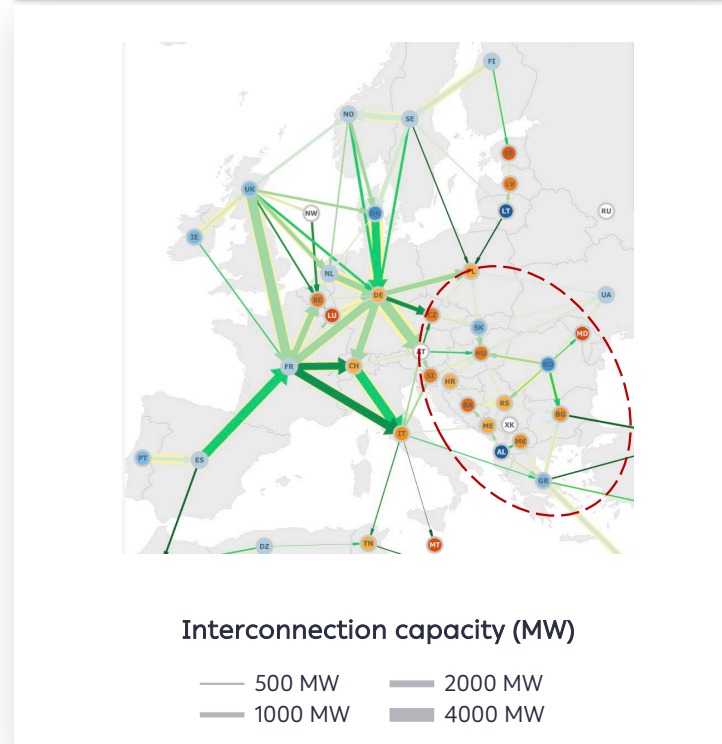 FI
NO
SE
EE
LV
UK
NW
DK
LT
RU
IE
NL
PL
DE
UA
BE
LU
CZ
SK
MD
AT
HU
FR
CH
RO
SI
HR
BA
RS
BG
ME
XK
IT
MK
AL
PT
ES
GR
DZ
TN
MT
Interconnection capacity (MW)
500 MW
2000 MW
1000 MW
4000 MW